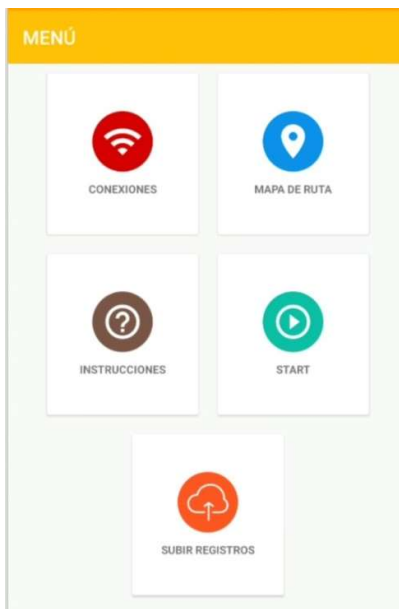 MENÚ
CONEXIONES
MAPA DE RUTA
INSTRUCCIONES
START
SUBIR REGISTROS